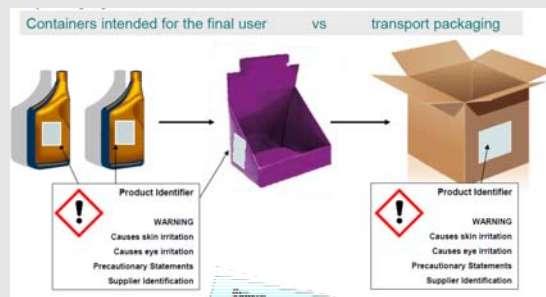 Containers intended for the final user vs transport packaging
Product Identifier
WARNING
Causes skin irritation
Causes eye irritation
Precautionary Statements
Supplier Identification
Product Identifier
WARNING
Causes skin irritation
Causes eye irritation
Precautionary Statements
Supplier Identification